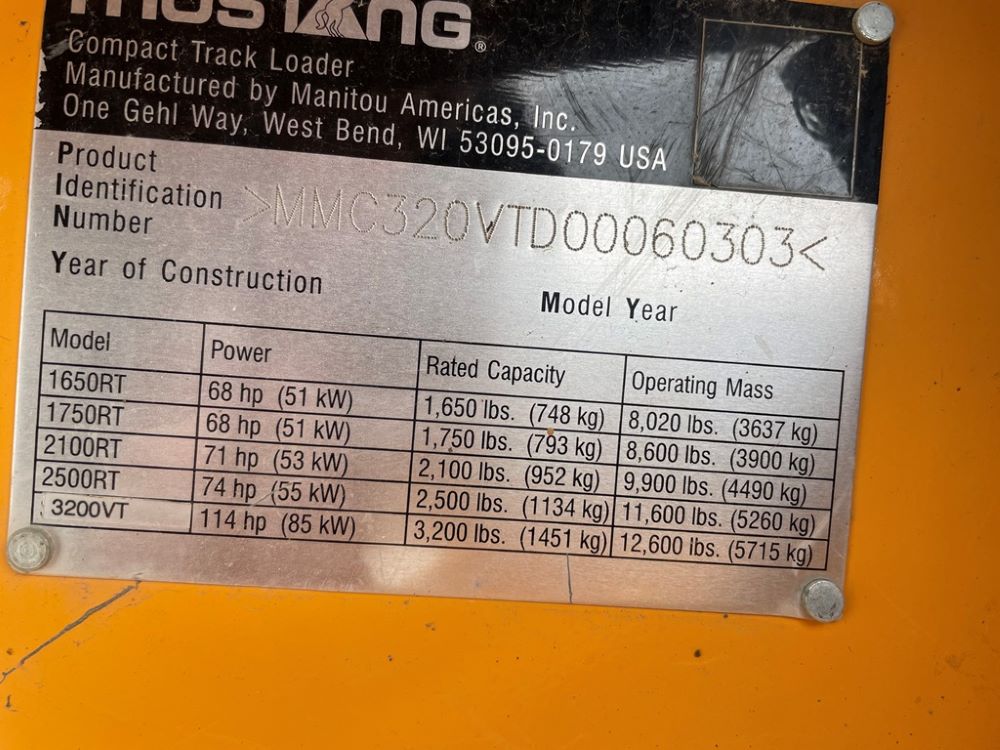 MUSTANG®
Compact Track Loader
Manufactured by Manitou Americas, Inc.
One Gehl Way, West Bend, WI 53095-0179 USA
Product
Identification
Number
>MMC320VTD00060303<
Year of Construction
Model Year
Model Power Rated Capacity Operating Mass
1650RT 68 hp (51 kW) 1,650 lbs. (748 kg) 8,020 lbs. (3637 kg)
1750RT 68 hp (51 kW) 1,750 lbs. (793 kg) 8,600 lbs. (3900 kg)
2100RT 71 hp (53 kW) 2,100 lbs. (952 kg) 9,900 lbs. (4490 kg)
2500RT 74 hp (55 kW) 2,500 lbs. (1134 kg) 11,600 lbs. (5260 kg)
3200VT 114 hp (85 kW) 3,200 lbs. (1451 kg) 12,600 lbs. (5715 kg)